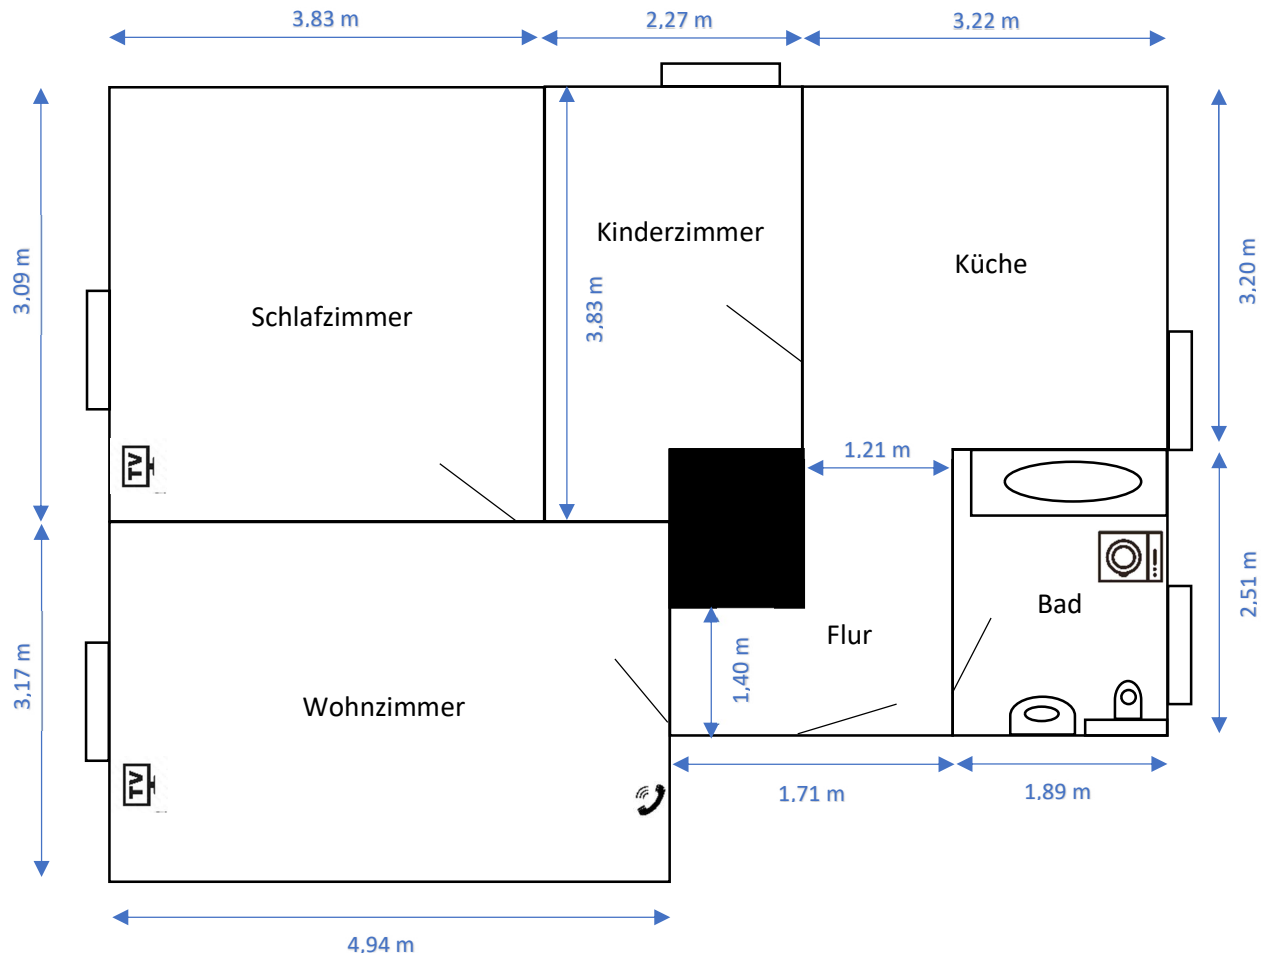 3,83 m
2,27 m
3,22 m
Kinderzimmer
Küche
3,09 m
Schlafzimmer
3,83 m
3,20 m
TV
1,21 m
2,51 m
Bad
Flur
1,40 m
3,17 m
Wohnzimmer
TV
1,71 m
1,89 m
4,94 m